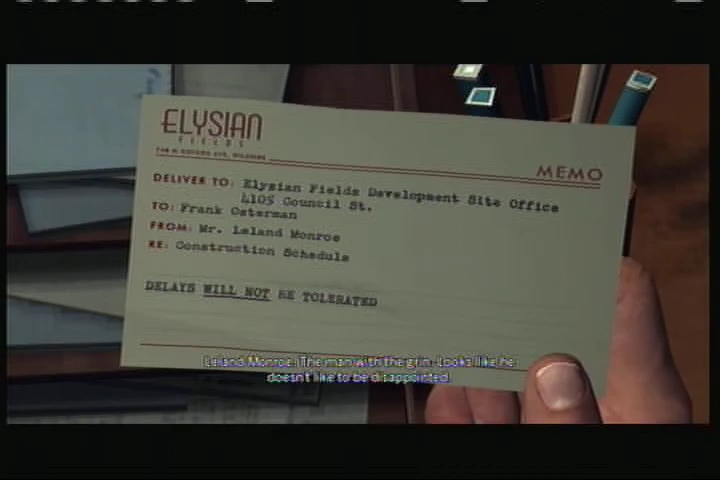 ELYSIAN
FIELDS
MEMO
DELIVER TO: Elysian Fields Development Site Office
4105 Council St.
TO: Frank Osterman
FROM: Mr. Leland Monroe
RE: Construction Schedule
DELAYS WILL NOT BE TOLERATED
Leland Monroe. The man with the grin. Looks like he
doesn't like to be disappointed.